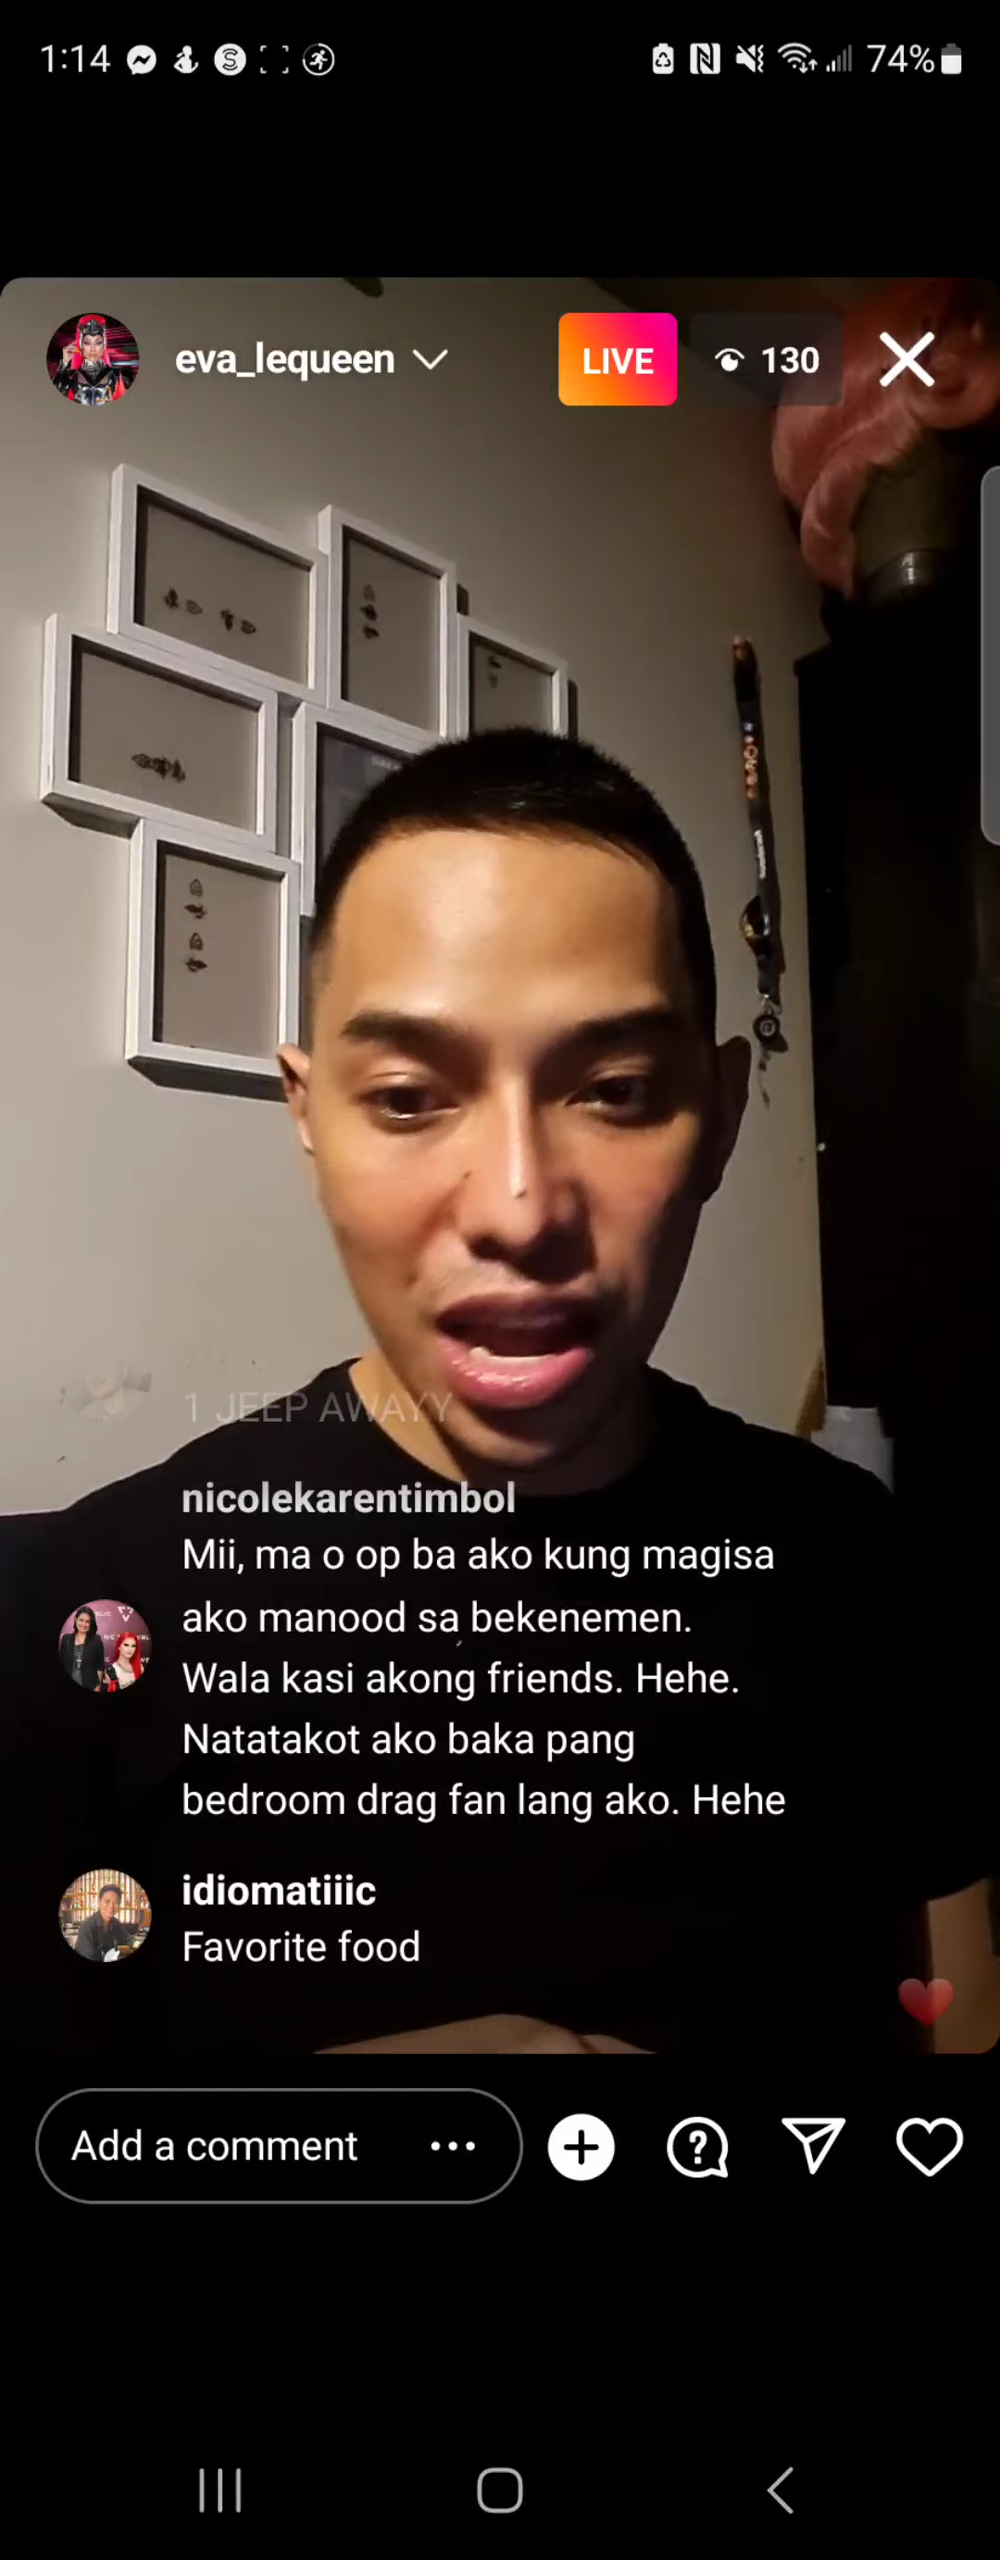 1:14
74%
eva_lequeen
LIVE
130
1 JEEP AWAYY
nicolekarentimbol
Mii, ma o op ba ako kung magisa
ako manood sa bekenemen.
Wala kasi akong friends. Hehe.
Natatakot ako baka pang
bedroom drag fan lang ako. Hehe
idiomatiiic
Favorite food
Add a comment